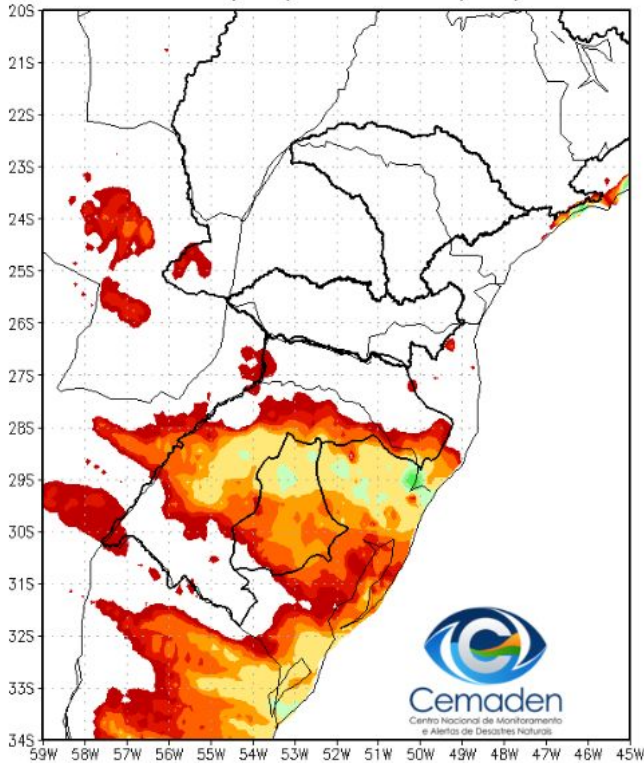 20S
21S
22S
23S
24S
25S
26S
27S
28S
29S
30S
31S
32S
33S
34S
59W 58W 57W 56W 55W 54W 53W 52W 51W 50W 49W 48W 47W 46W 45W
Cemaden
Centro Nacional de Monitoramento
e Alertas de Desastres Naturais